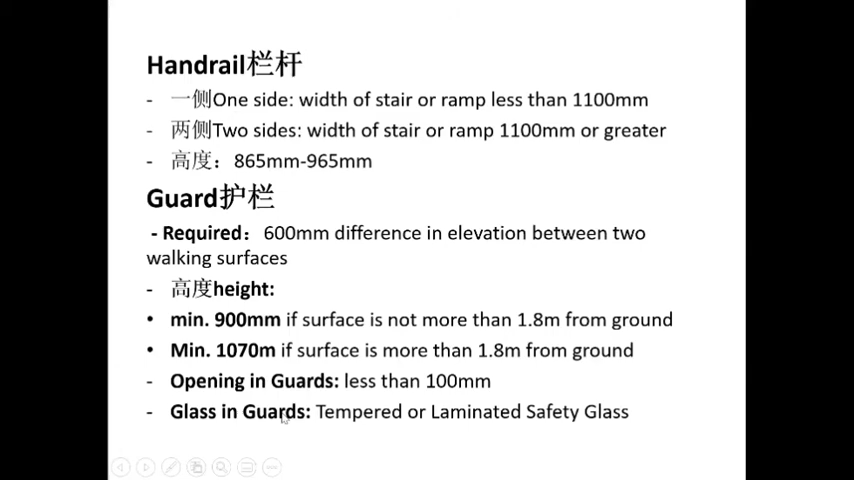 Handrail栏杆
- 一侧One side: width of stair or ramp less than 1100mm
- 两侧Two sides: width of stair or ramp 1100mm or greater
- 高度：865mm-965mm
Guard护栏
- Required：600mm difference in elevation between two
walking surfaces
- 高度height:
• min. 900mm if surface is not more than 1.8m from ground
• Min. 1070m if surface is more than 1.8m from ground
- Opening in Guards: less than 100mm
- Glass in Guards: Tempered or Laminated Safety Glass